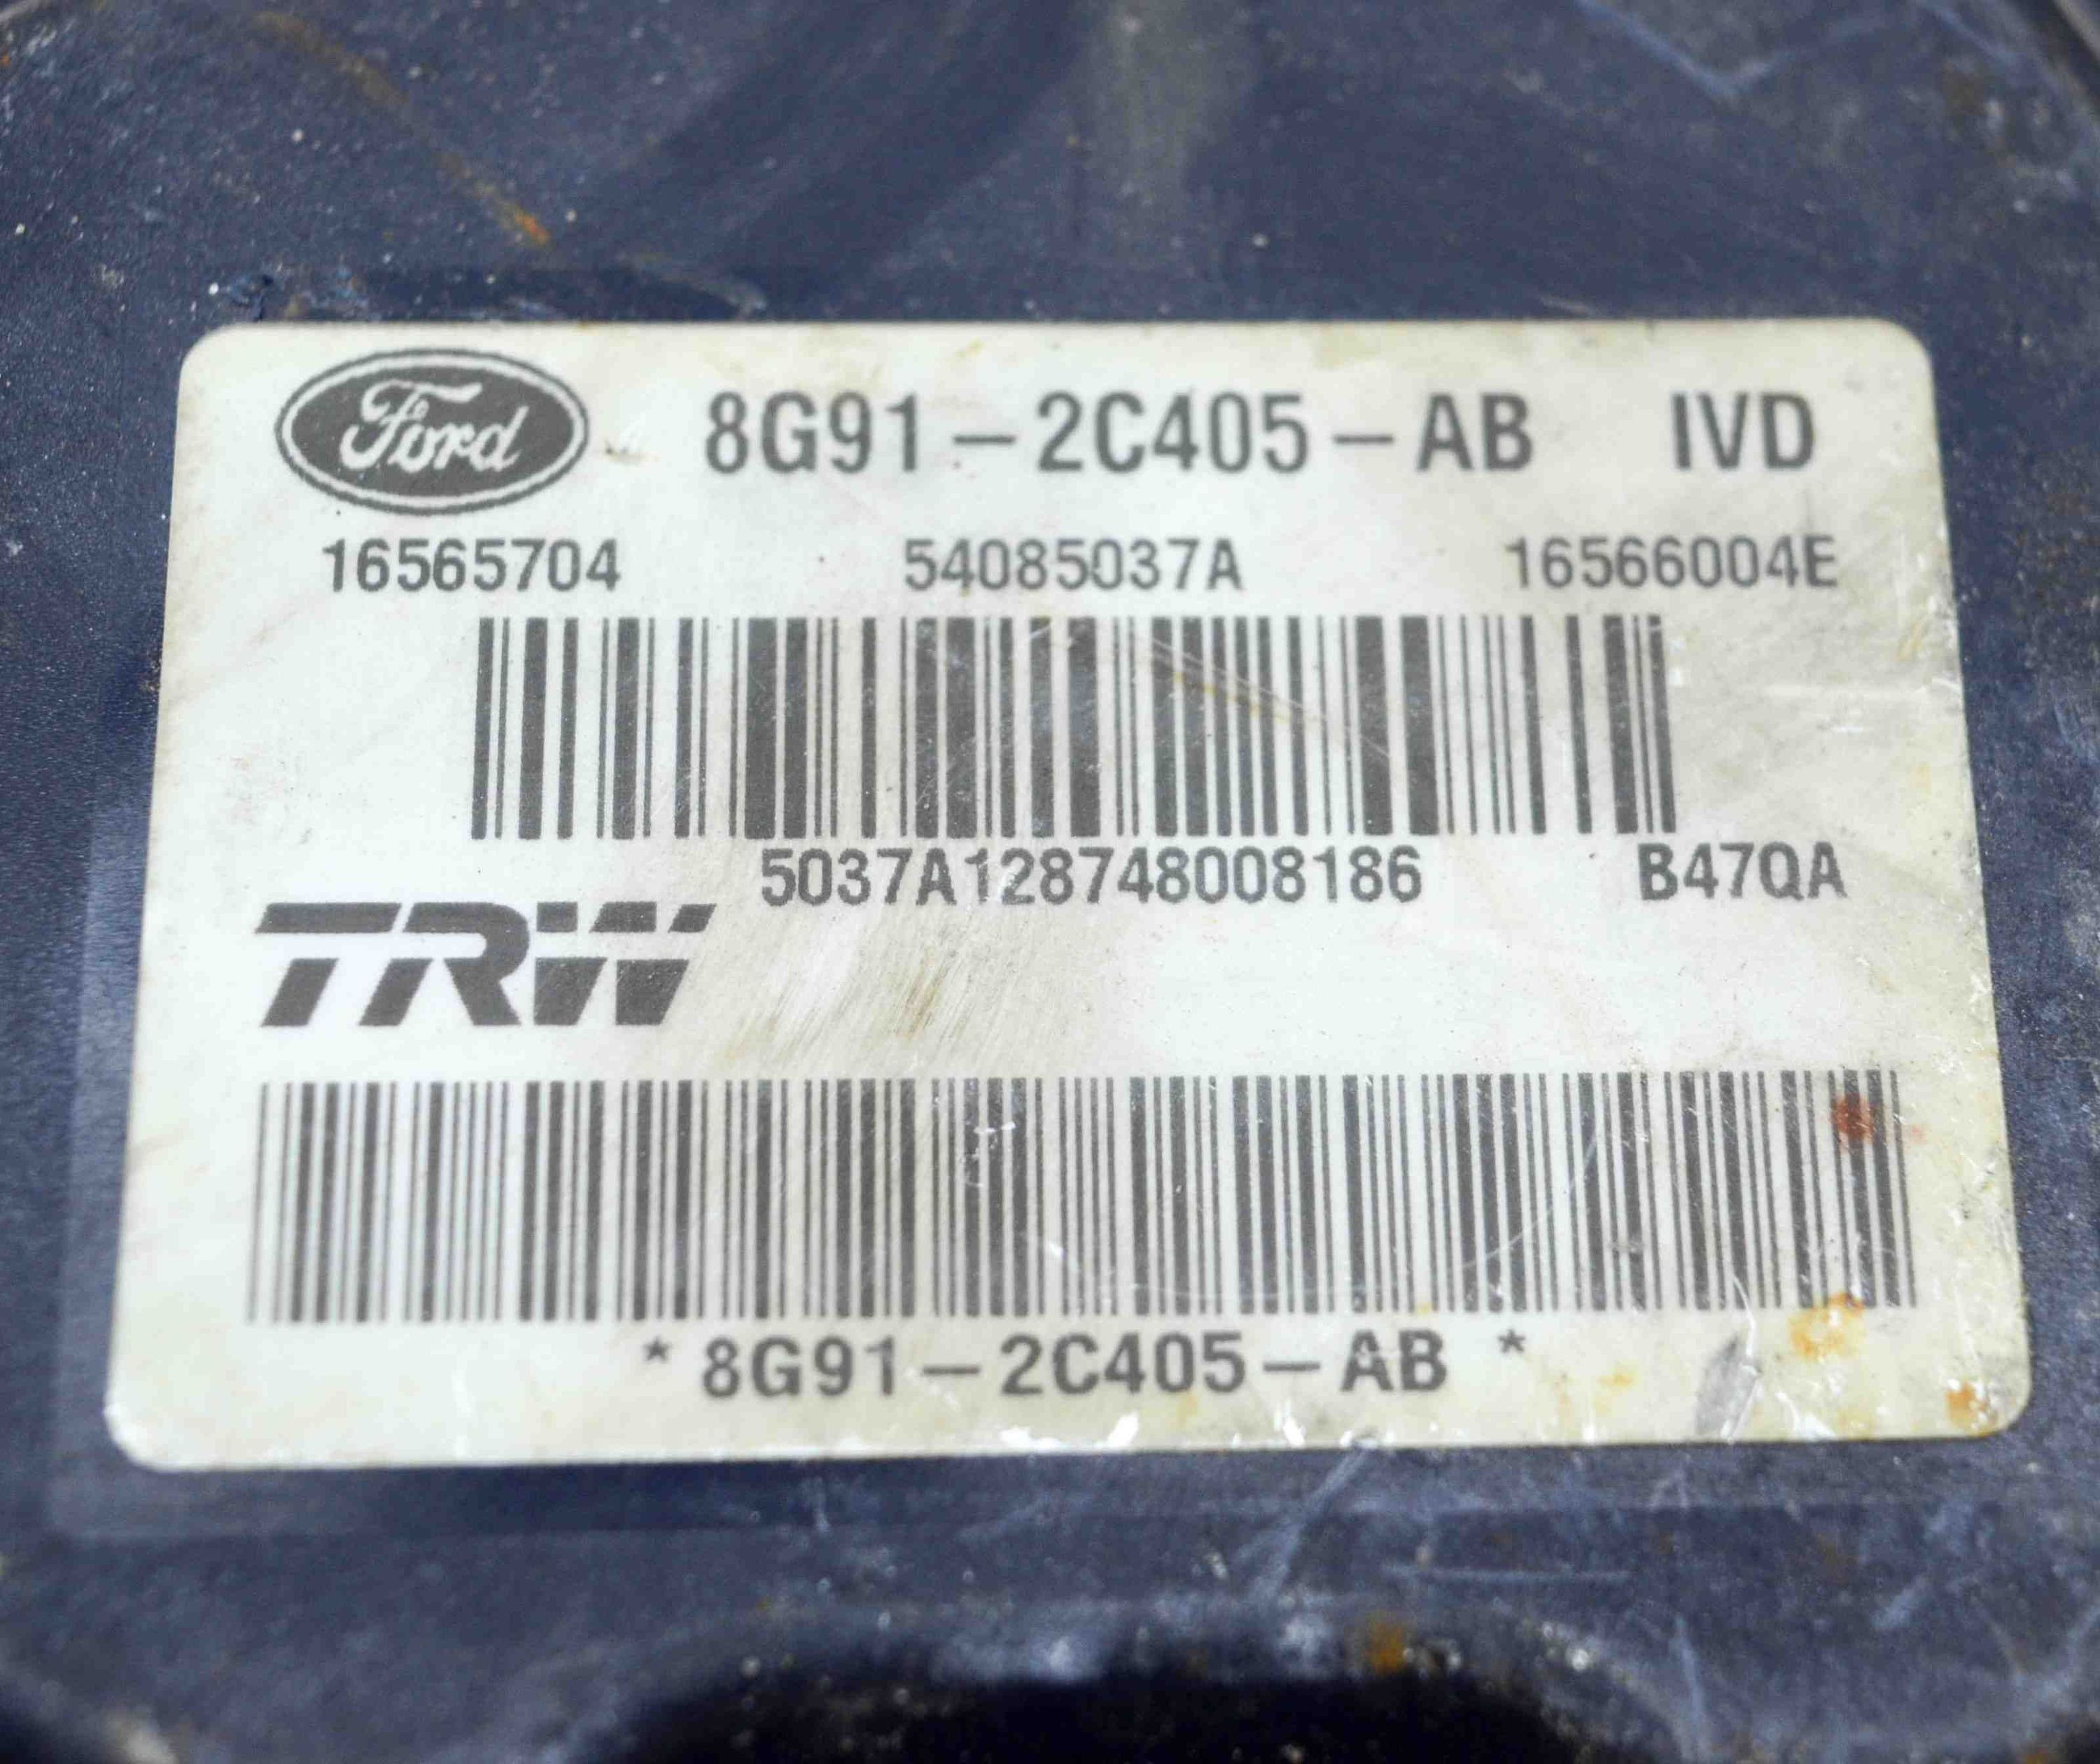 Ford 8G91-2C405-AB IVD
16565704 54085037A 16566004E
5037A128748008186 B47QA
TRW
*8G91-2C405-AB*